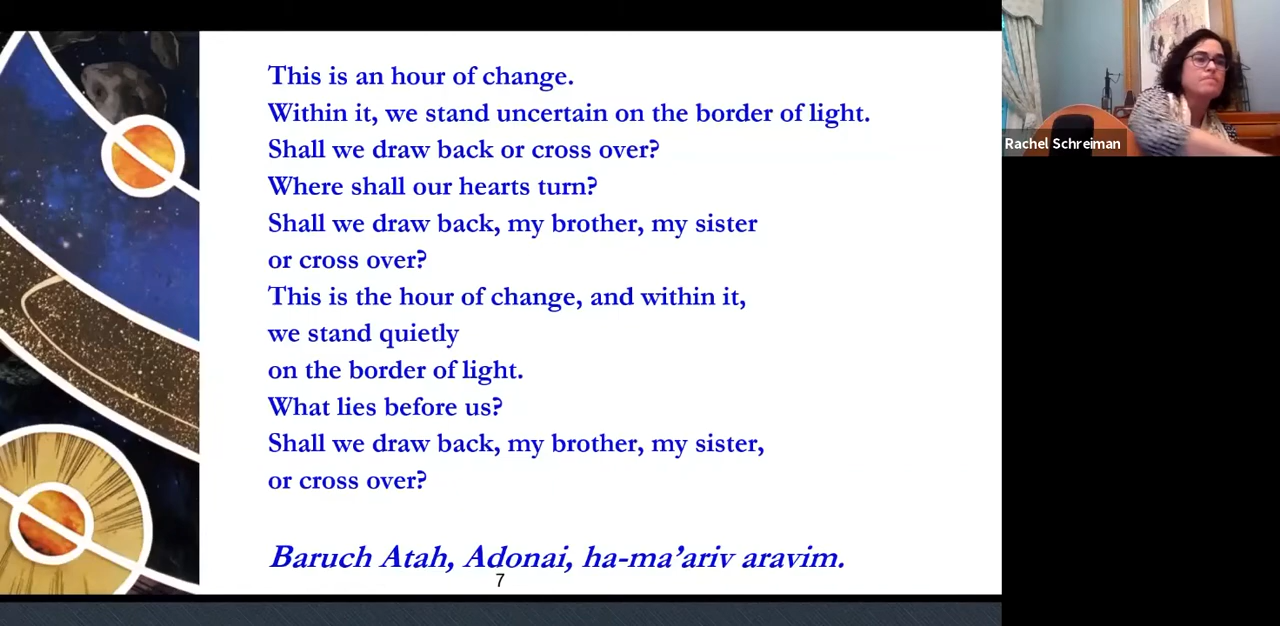 This is an hour of change.
Within it, we stand uncertain on the border of light.
Shall we draw back or cross over?
Where shall our hearts turn?
Shall we draw back, my brother, my sister
or cross over?
This is the hour of change, and within it,
we stand quietly
on the border of light.
What lies before us?
Shall we draw back, my brother, my sister,
or cross over?
Baruch Atah, Adonai, ha-ma’ariv aravim.
7
Rachel Schreiman